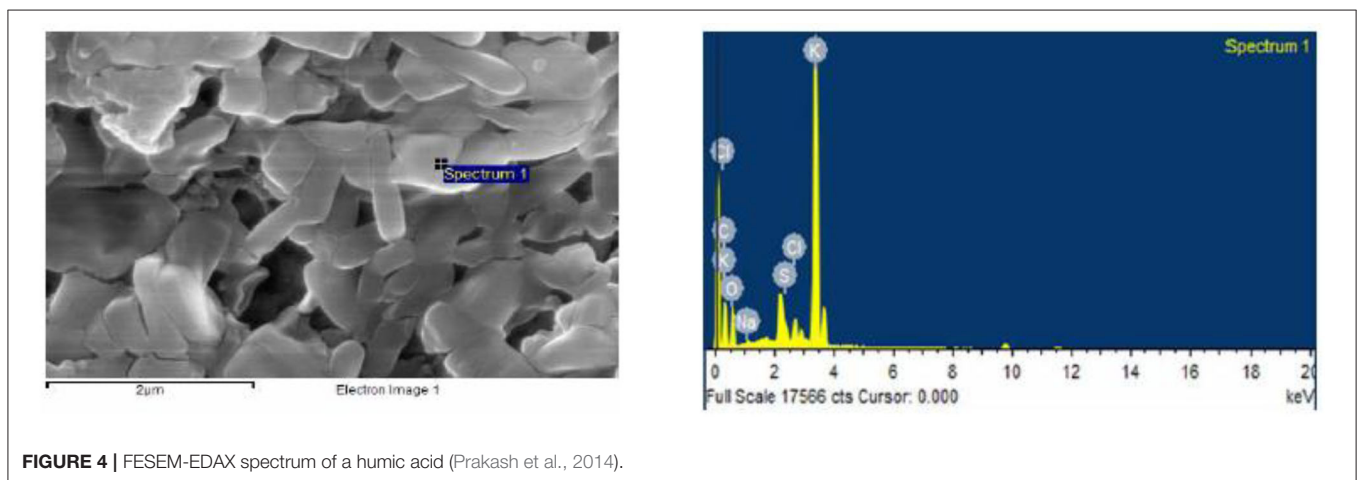 Spectrum 1
2µm
Electron Image 1
Spectrum 1
K
Cl
C
K
O
Na
S
Cl
0 2 4 6 8 10 12 14 16 18 20
Full Scale 17566 cts Cursor: 0.000 keV
FIGURE 4 | FESEM-EDAX spectrum of a humic acid (Prakash et al., 2014).